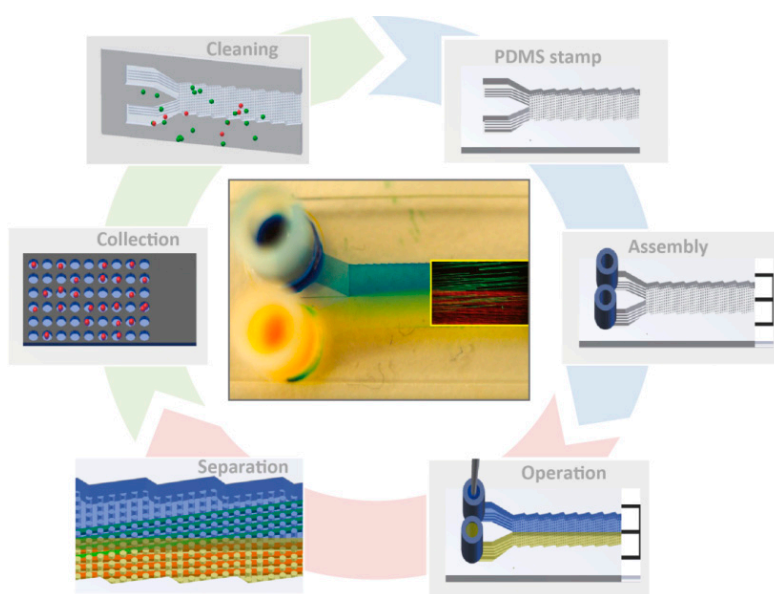 Cleaning
PDMS stamp
Collection
Assembly
Separation
Operation